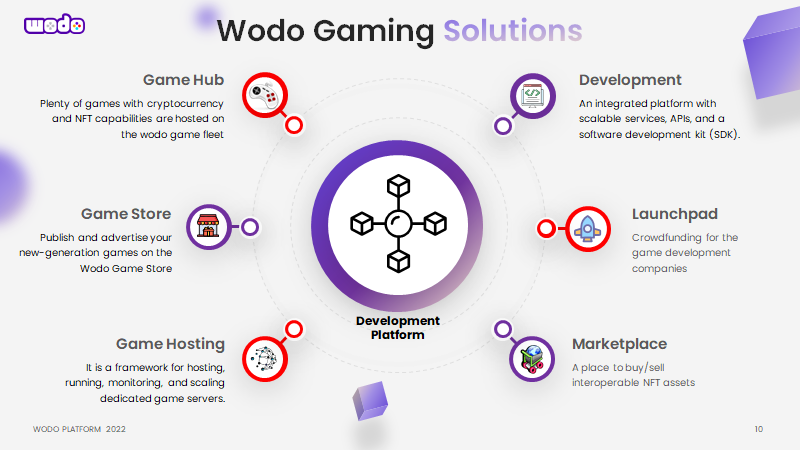 wodo
Wodo Gaming Solutions
Game Hub
Plenty of games with cryptocurrency
and NFT capabilities are hosted on
the wodo game fleet
Development
An integrated platform with
scalable services, APIs, and a
software development kit (SDK).
Game Store
Publish and advertise your
new-generation games on the
Wodo Game Store
Launchpad
Crowdfunding for the
game development
companies
Development
Platform
Game Hosting
It is a framework for hosting,
running, monitoring, and scaling
dedicated game servers.
Marketplace
A place to buy/sell
interoperable NFT assets
WODO PLATFORM 2022
10